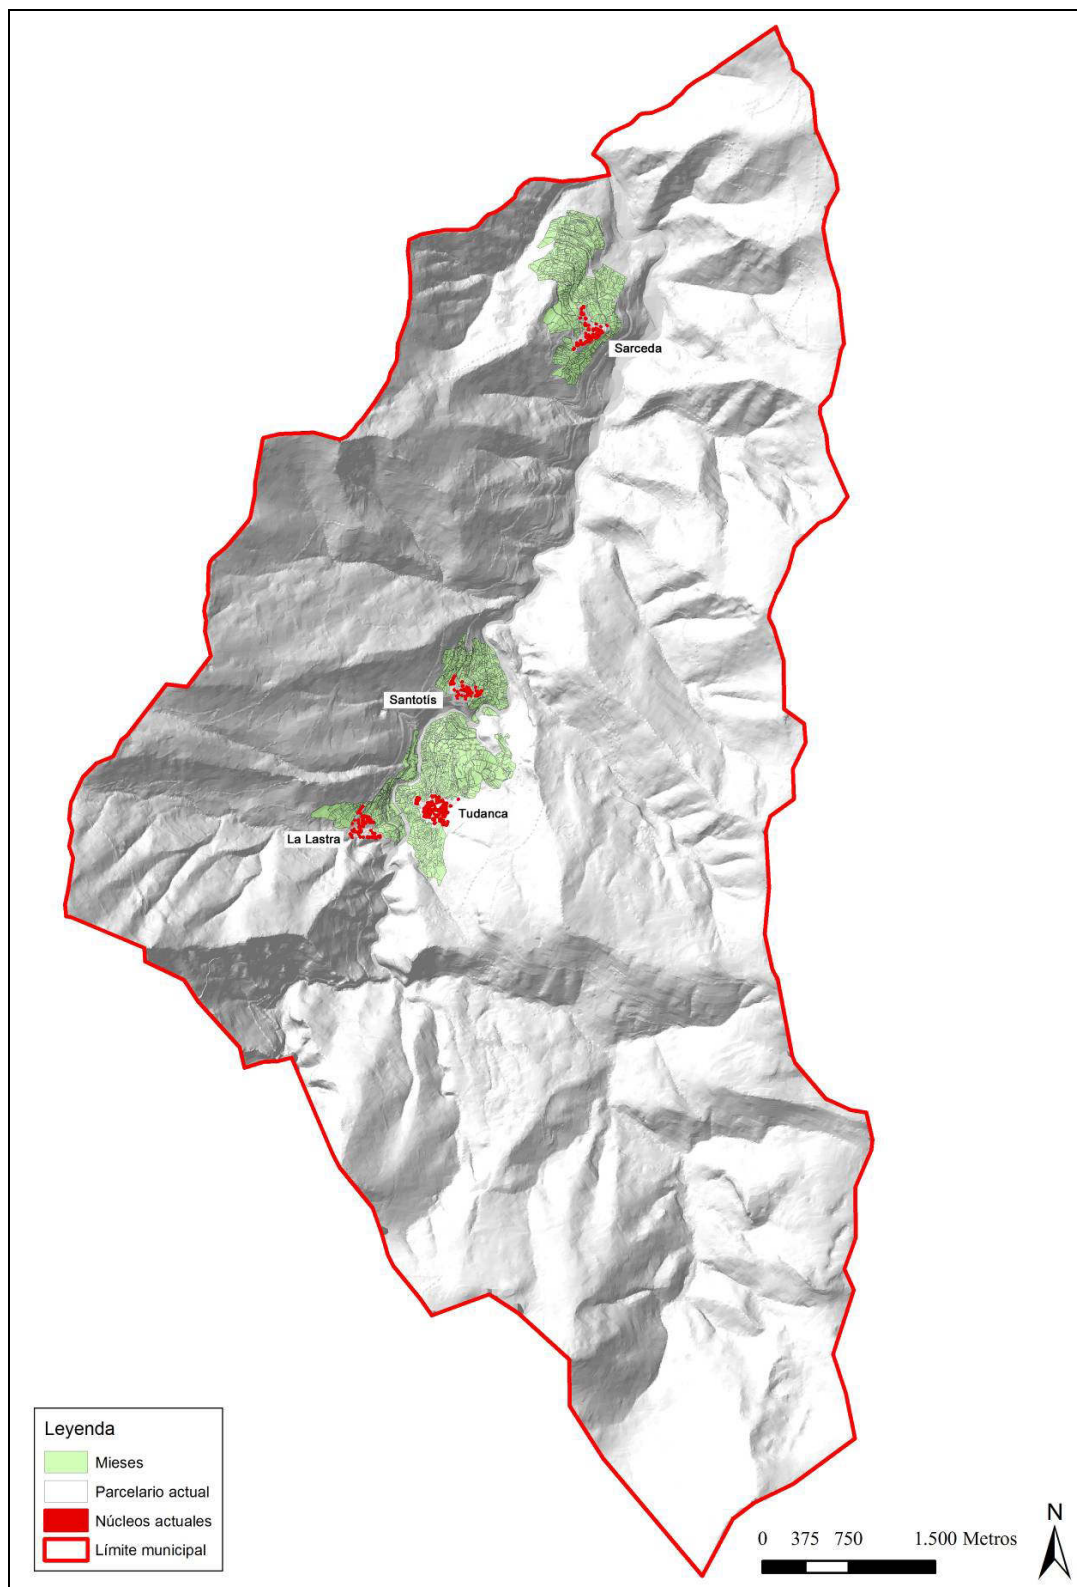 Sarceda
Santotís
Tudanca
La Lastra
Leyenda
Mieses
Parcelario actual
Núcleos actuales
Límite municipal
N
0 375 750 1.500 Metros